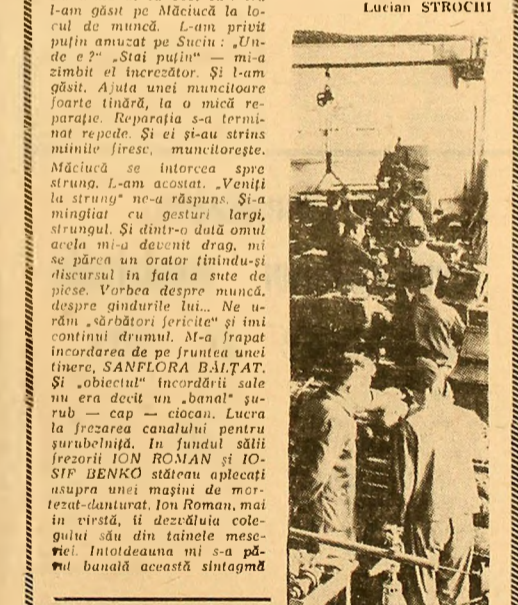 l-am găsit pe Măciucă la lo-
cul de muncă. L-am privit
puțin amuzat pe Suciu : „Un-
de e ?" „Stai puțin" — mi-a
zîmbit el încrezător. Și l-am
găsit. Ajuta unei muncitoare
foarte tînără, la o mică re-
parație. Reparația s-a termi-
nat repede. Și ei și-au strîns
mîinile firesc, muncitorește.
Măciucă se întorcea spre
strung. L-am acostat. „Veniți
la strung" ne-a răspuns. Și-a
mîngîiat cu gesturi largi,
strungul. Și dintr-o dată omul
acela mi-a devenit drag, mi
se părea un orator ținîndu-și
discursul în fața a sute de
piese. Vorbea despre muncă,
despre gîndurile lui... Ne u-
răm „sărbători fericite" și îmi
continui drumul. M-a frapat
încordarea de pe fruntea unei
tinere, SANFLORA BĂLȚAT.
Și „obiectul" încordării sale
nu era decît un „banal" șu-
rub — cap — ciocan. Lucra
la frezarea canalului pentru
șurubelniță. În fundul sălii
frezorii ION ROMAN și IO-
SIF BENKO stăteau aplecați
asupra unei mașini de mor-
tezat-danturat. Ion Roman, mai
în vîrstă, îi dezvăluia cole-
gului său din tainele mese-
riei. Întotdeauna mi s-a pă-
rut banală această sintagmă
Lucian STROCHI